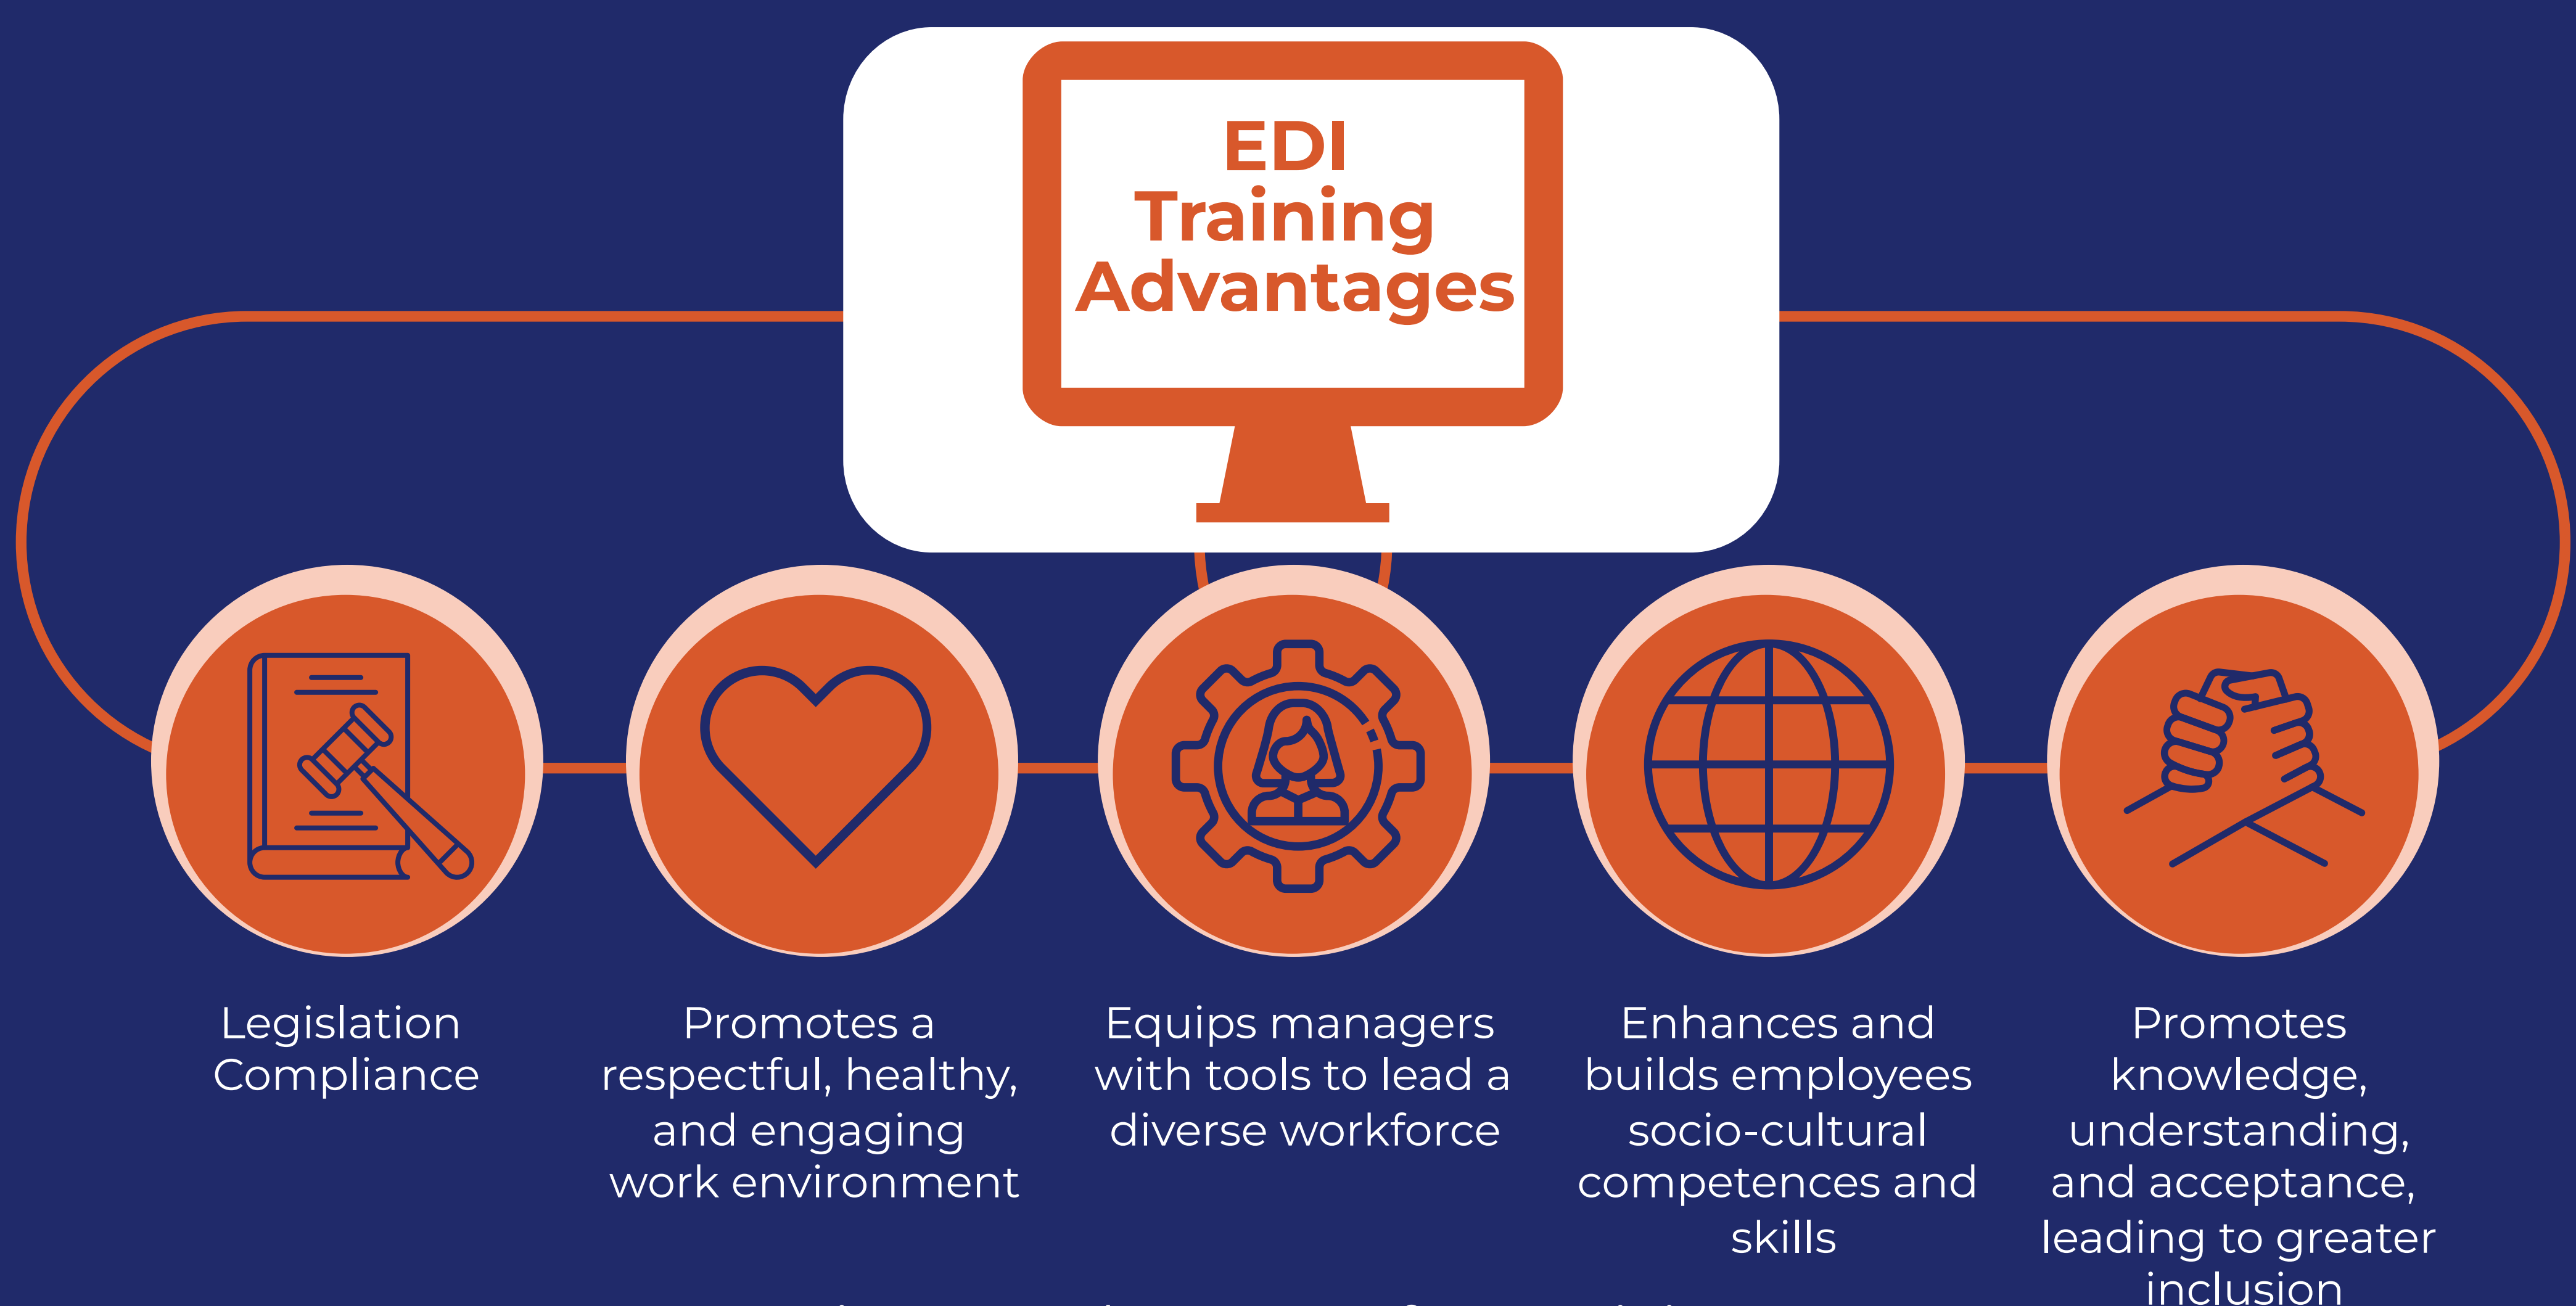 EDI
Training
Advantages
Legislation
Compliance
Promotes a
respectful, healthy,
and engaging
work environment
Equips managers
with tools to lead a
diverse workforce
Enhances and
builds employees
socio-cultural
competences and
skills
Promotes
knowledge,
understanding,
and acceptance,
leading to greater
inclusion